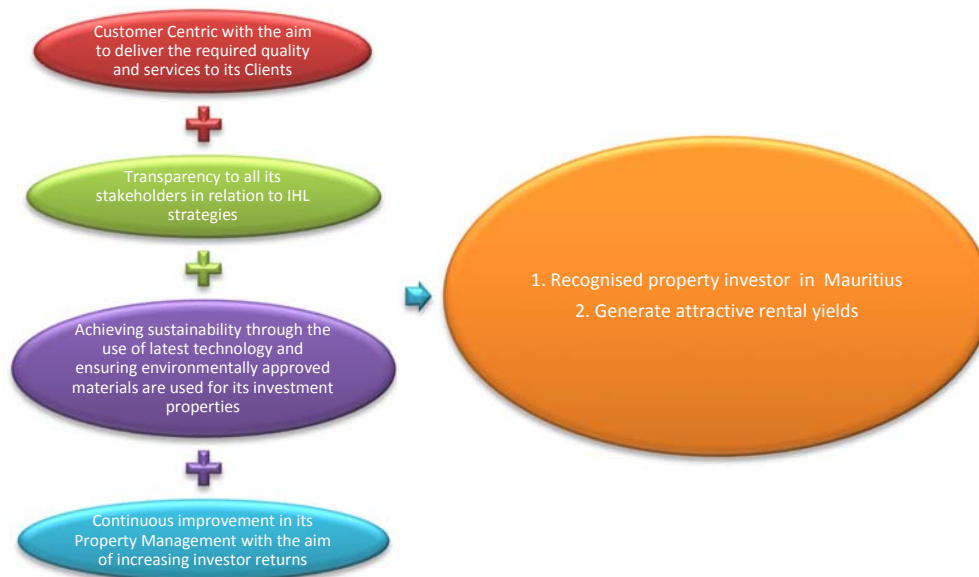 Customer Centric with the aim
to deliver the required quality
and services to its Clients
Transparency to all its
stakeholders in relation to IHL
strategies
Achieving sustainability through the
use of latest technology and
ensuring environmentally approved
materials are used for its investment
properties
Continuous improvement in its
Property Management with the aim
of increasing investor returns
1. Recognised property investor in Mauritius
2. Generate attractive rental yields